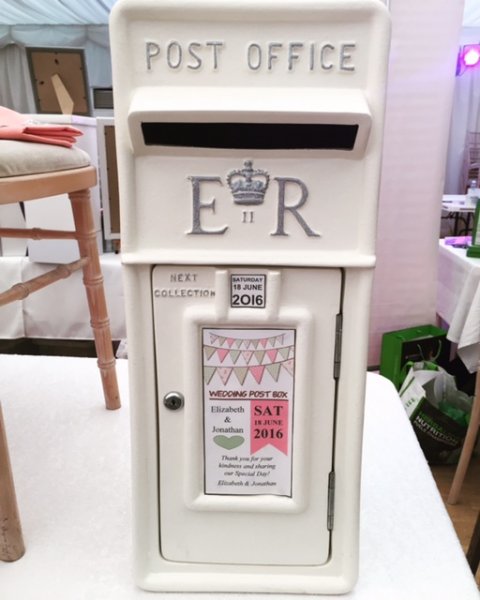 POST OFFICE
E II R
NEXT
COLLECTION
SATURDAY
18 JUNE
2016
WEDDING POST BOX
Elizabeth
&
Jonathan
SAT
18 JUNE
2016
Thank you for your
kindness and sharing
our Special Day!
Elizabeth & Jonathan
NUTRITION